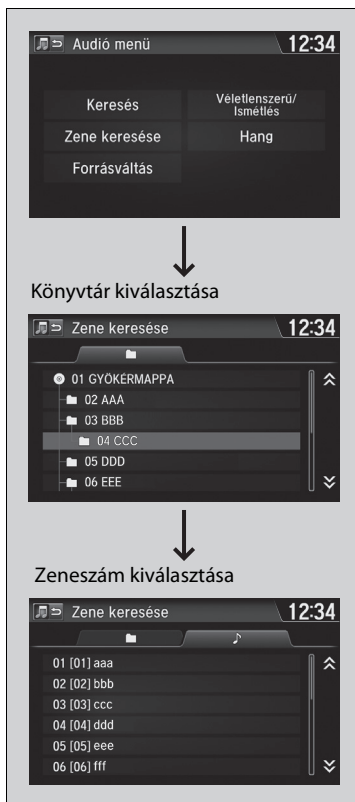 Audió menü 12:34
Keresés
Véletlenszerű/
Ismétlés
Zene keresése
Hang
Forrásváltás
Könyvtár kiválasztása
Zene keresése 12:34
01 GYÖKÉRMAPPA
02 AAA
03 BBB
04 CCC
05 DDD
06 EEE
Zeneszám kiválasztása
Zene keresése 12:34
01 [01] aaa
02 [02] bbb
03 [03] ccc
04 [04] ddd
05 [05] eee
06 [06] fff